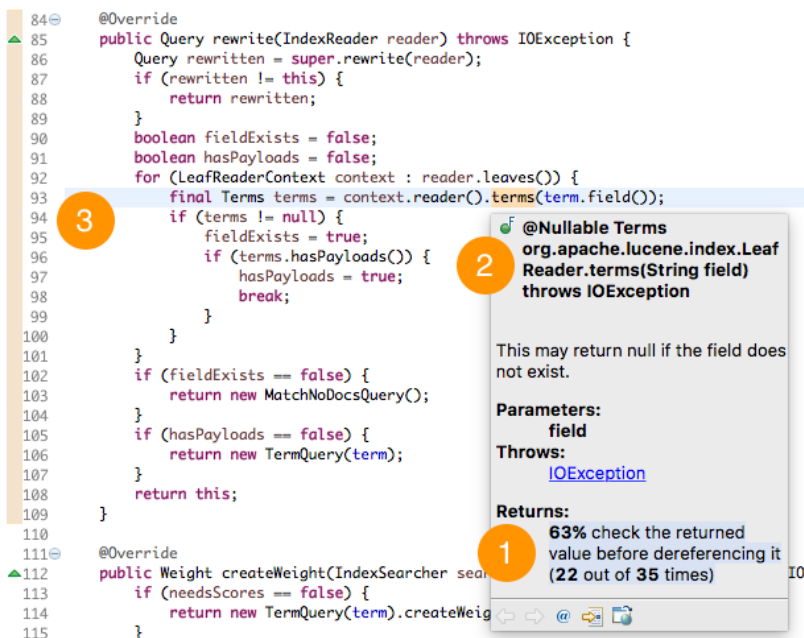 84 @Override
85 public Query rewrite(IndexReader reader) throws IOException {
86 Query rewritten = super.rewrite(reader);
87 if (rewritten != this) {
88 return rewritten;
89 }
90 boolean fieldExists = false;
91 boolean hasPayloads = false;
92 for (LeafReaderContext context : reader.leaves()) {
93 final Terms terms = context.reader().terms(term.field());
94 if (terms != null) {
3
95 fieldExists = true;
96 if (terms.hasPayloads()) {
97 hasPayloads = true;
98 break;
99 }
100 }
101 }
102 if (fieldExists == false) {
103 return new MatchNoDocsQuery();
104 }
105 if (hasPayloads == false) {
106 return new TermQuery(term);
107 }
108 return this;
109 }
110
111 @Override
112 public Weight createWeight(IndexSearcher sear
113 if (needsScores == false) {
114 return new TermQuery(term).createWeig
115 }
IO
2
F @Nullable Terms
org.apache.lucene.index.Leaf
Reader.terms(String field)
throws IOException
This may return null if the field does
not exist.
Parameters:
field
Throws:
IOException
Returns:
1
63% check the returned
value before dereferencing it
(22 out of 35 times)
@